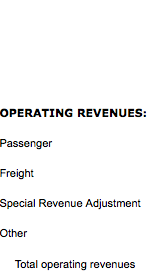 OPERATING REVENUES:
Passenger
Freight
Special Revenue Adjustment
Other
Total operating revenues